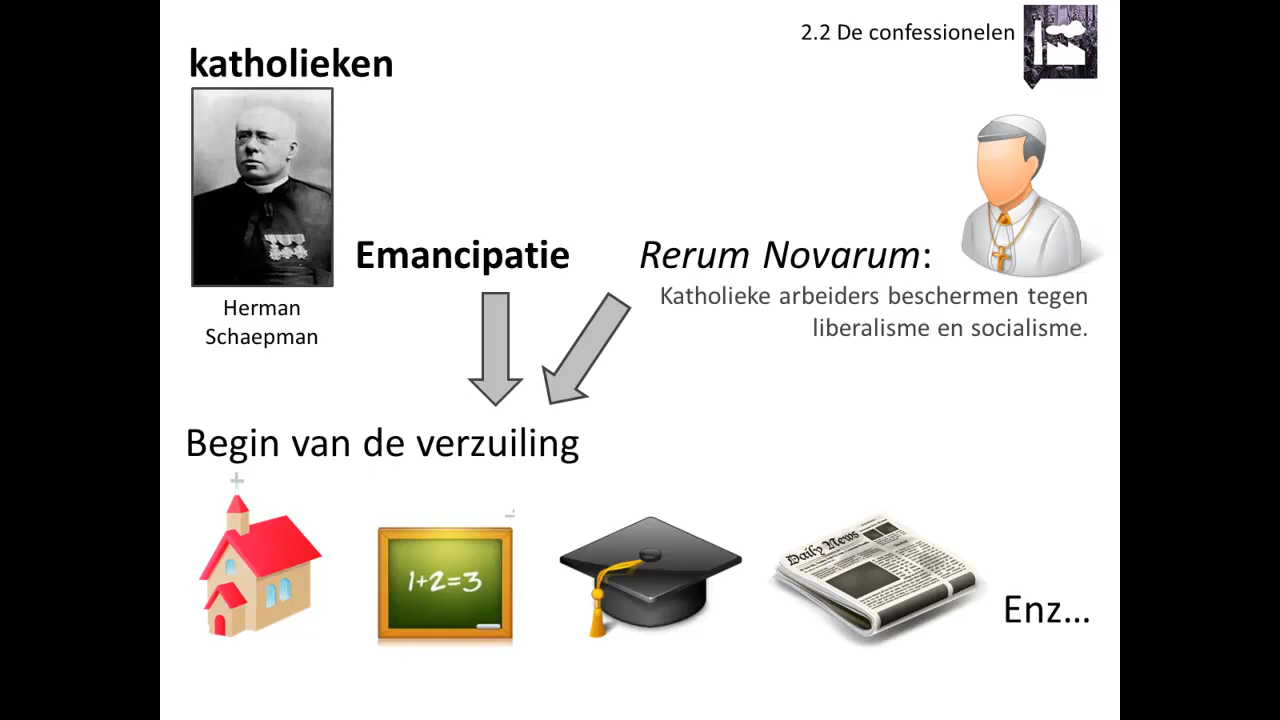 2.2 De confessionelen
katholieken
Emancipatie
Rerum Novarum:
Katholieke arbeiders beschermen tegen
liberalisme en socialisme.
Herman
Schaepman
Begin van de verzuiling
1+2=3
Daily News
Enz...